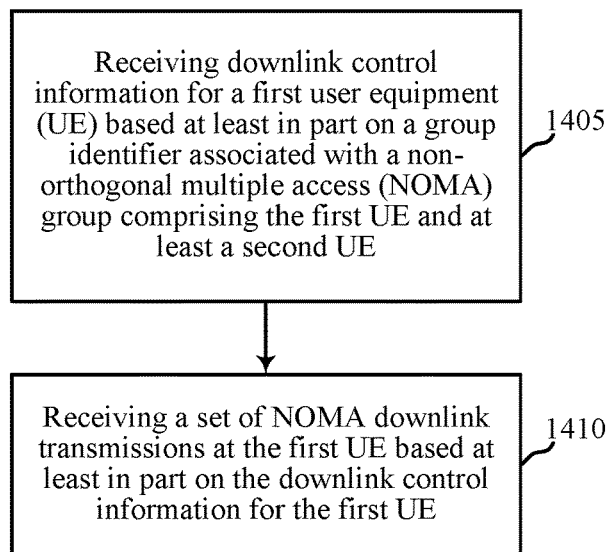 Receiving downlink control
information for a first user equipment
(UE) based at least in part on a group
identifier associated with a non-
orthogonal multiple access (NOMA)
group comprising the first UE and at
least a second UE
1405
Receiving a set of NOMA downlink
transmissions at the first UE based at
least in part on the downlink control
information for the first UE
1410